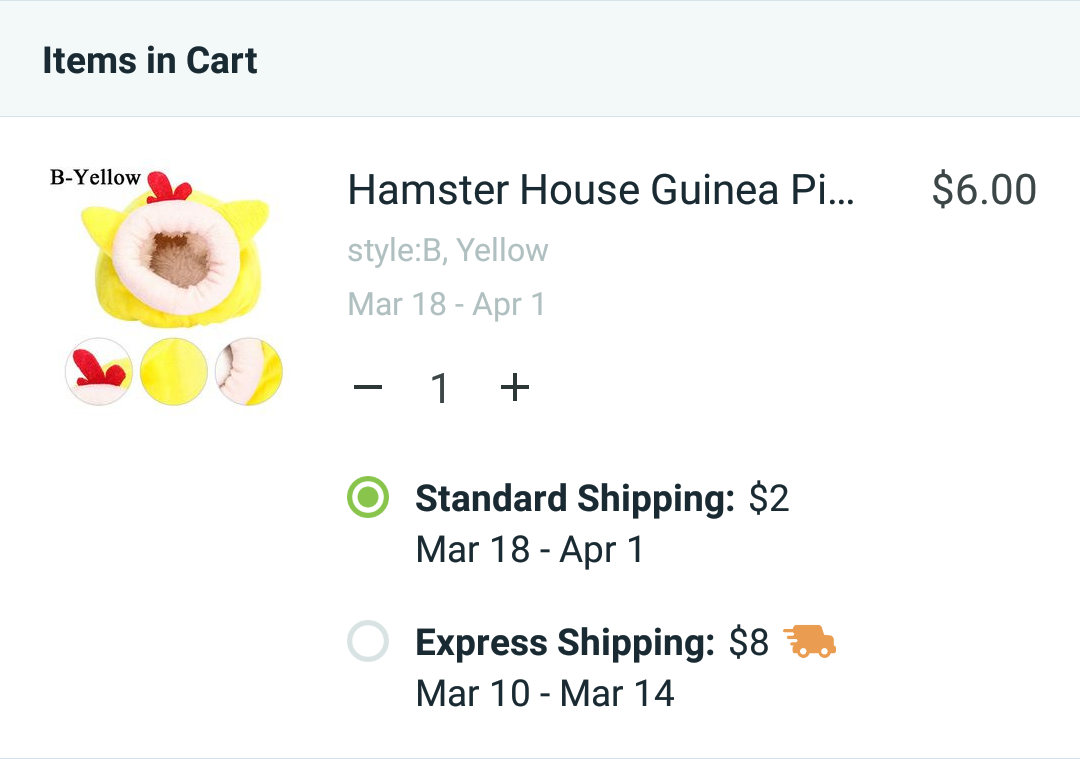 Items in Cart
B-Yellow
Hamster House Guinea Pi...
$6.00
style:B, Yellow
Mar 18 - Apr 1
− 1 +
Standard Shipping: $2
Mar 18 - Apr 1
Express Shipping: $8
Mar 10 - Mar 14